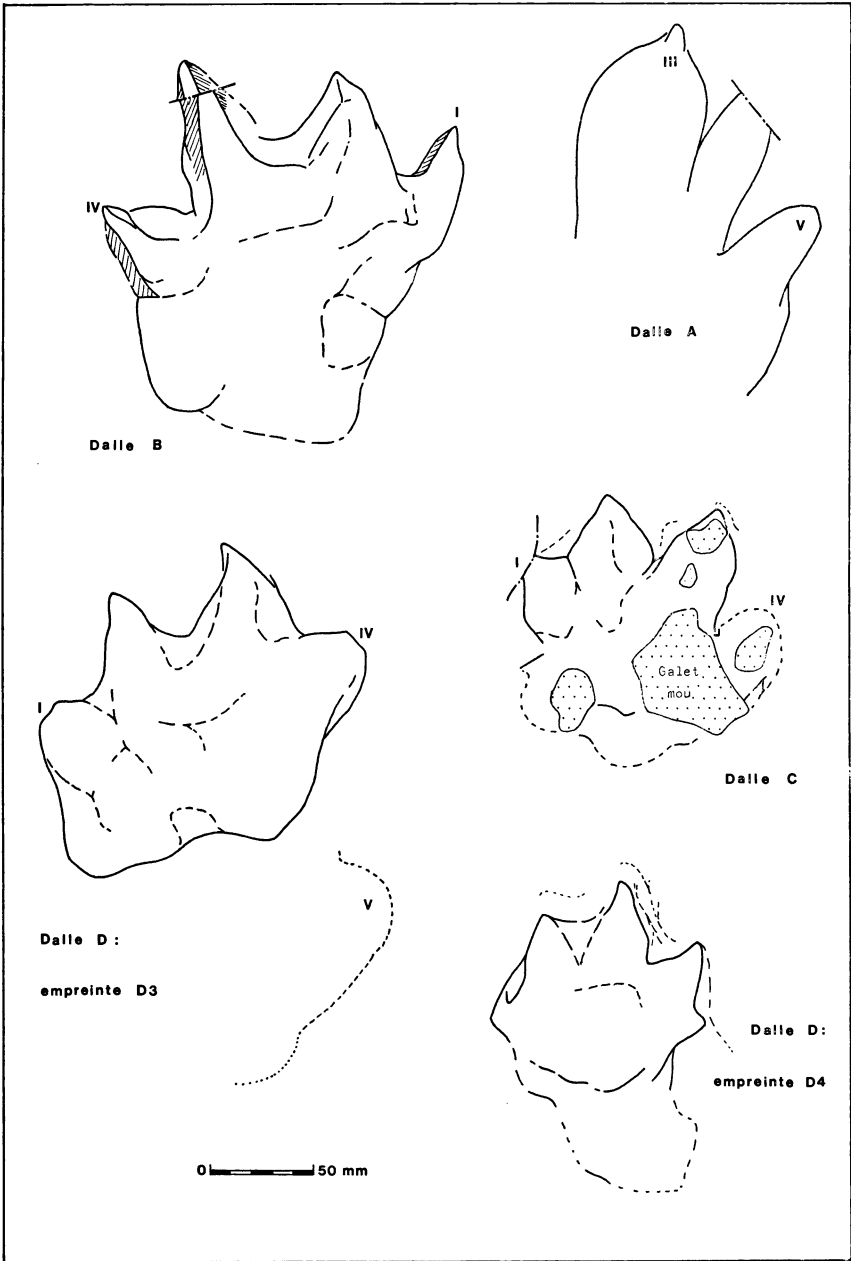 III
I
IV
V
Dalle A
Dalle B
I
IV
Galet
mou
Dalle C
IV
I
V
Dalle D :
empreinte D3
Dalle D :
empreinte D4
0 50 mm